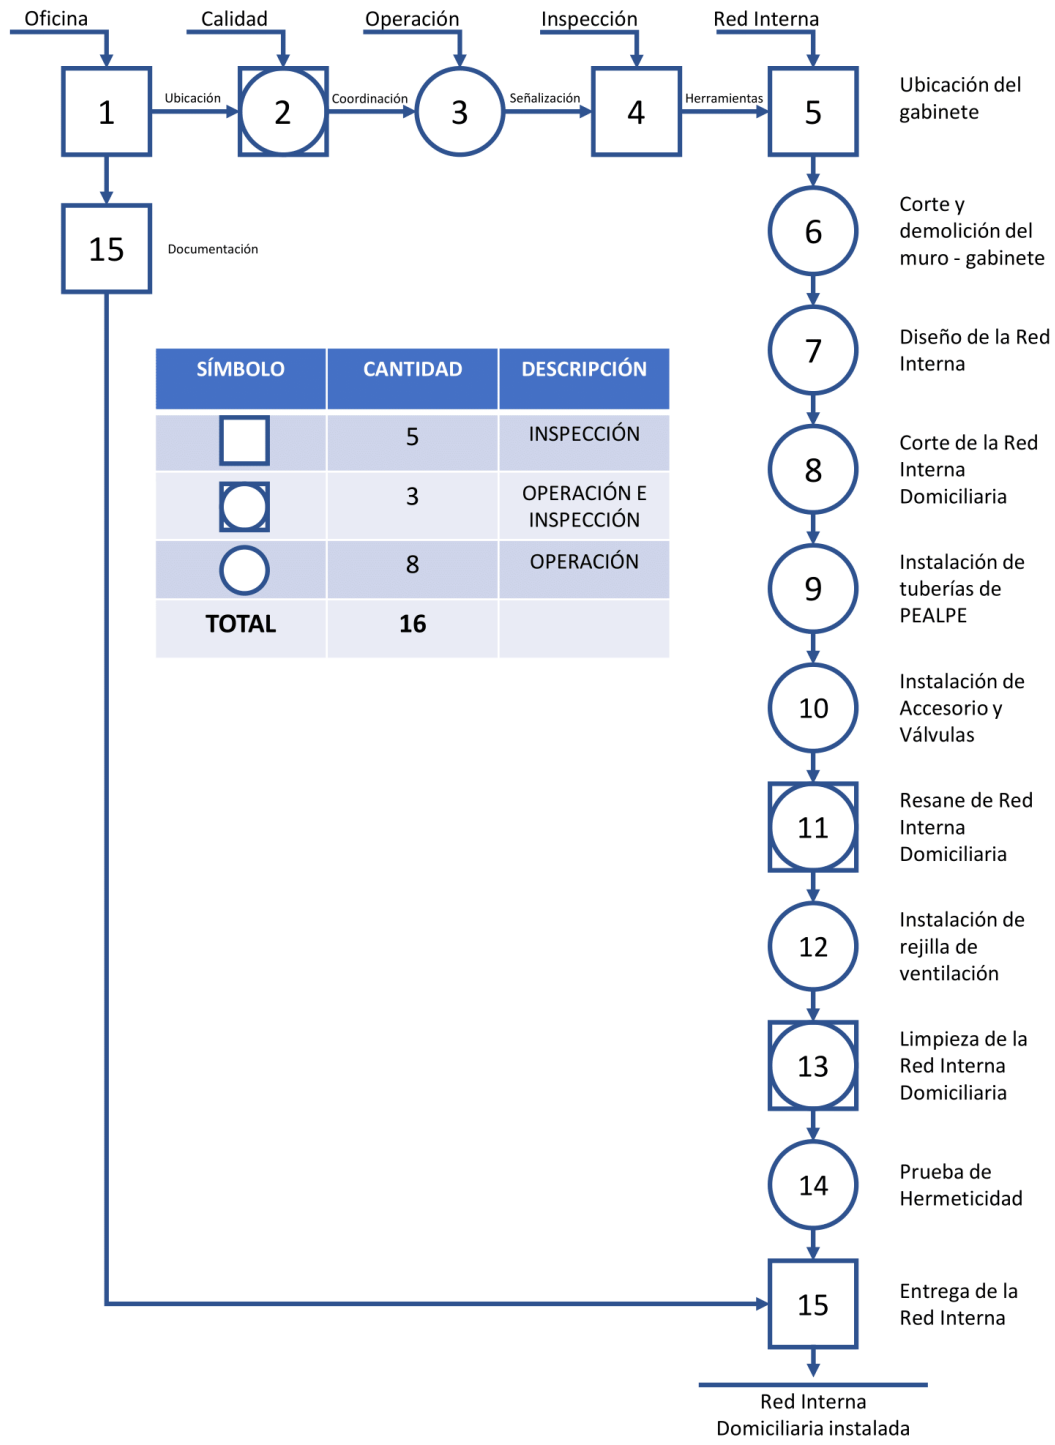 Oficina
Calidad
Operación
Inspección
Red Interna
1
Ubicación
2
Coordinación
3
Señalización
4
Herramientas
5
Ubicación del
gabinete
15
Documentación
6
Corte y
demolición del
muro - gabinete
7
Diseño de la Red
Interna
SÍMBOLO CANTIDAD DESCRIPCIÓN
5 INSPECCIÓN
3 OPERACIÓN E
INSPECCIÓN
8 OPERACIÓN
TOTAL 16
8
Corte de la Red
Interna
Domiciliaria
9
Instalación de
tuberías de
PEALPE
10
Instalación de
Accesorio y
Válvulas
11
Resane de Red
Interna
Domiciliaria
12
Instalación de
rejilla de
ventilación
13
Limpieza de la
Red Interna
Domiciliaria
14
Prueba de
Hermeticidad
15
Entrega de la
Red Interna
Red Interna
Domiciliaria instalada